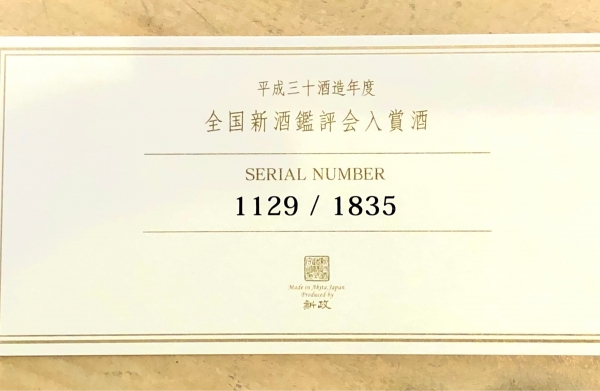 平成三十酒造年度
全国新酒鑑評会入賞酒
SERIAL NUMBER
1129 / 1835
Made in Akita, Japan.
Produced by
新政